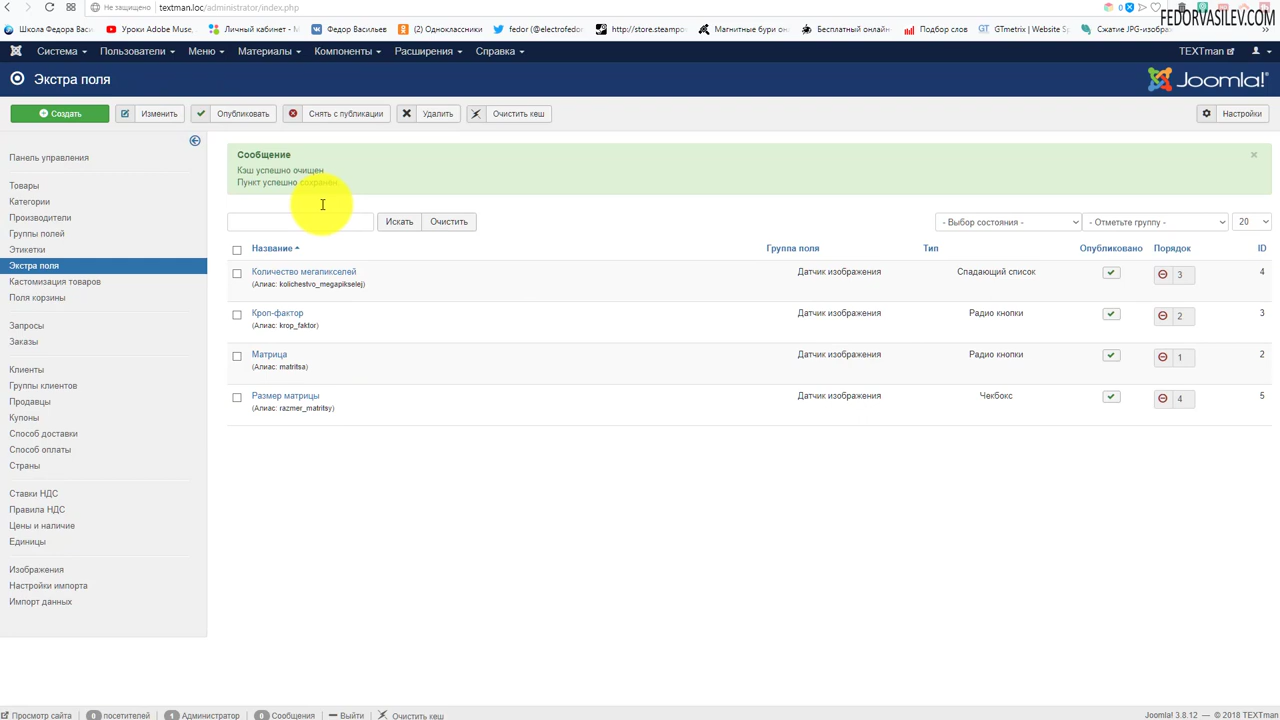 Не защищено textman.loc/administrator/index.php
FEDORVASILEV.COM
Школа Федора Васи Уроки Adobe Muse, Личный кабинет - М Федор Васильев (2) Одноклассники fedor (@electrofedor http://store.steampo Магнитные бури он Бесплатный онлайн Подбор слов GTmetrix | Website Sp Сжатие JPG-изобра
Система Пользователи Меню Материалы Компоненты Расширения Справка TEXTman
Экстра поля Joomla!®
Создать Изменить Опубликовать Снять с публикации Удалить Очистить кеш Настройки
Панель управления
Товары
Категории
Производители
Группы полей
Этикетки
Экстра поля
Кастомизация товаров
Поля корзины
Запросы
Заказы
Клиенты
Группы клиентов
Продавцы
Купоны
Способ доставки
Способ оплаты
Страны
Ставки НДС
Правила НДС
Цены и наличие
Единицы
Изображения
Настройки импорта
Импорт данных
Сообщение
Кэш успешно очищен
Пункт успешно сохранен
Искать Очистить - Выбор состояния - - Отметьте группу - 20
Название Группа поля Тип Опубликовано Порядок ID
Количество мегапикселей Датчик изображения Спадающий список 3 4
(Алиас: kolichestvo_megapikselej)
Кроп-фактор Датчик изображения Радио кнопки 2 3
(Алиас: krop_faktor)
Матрица Датчик изображения Радио кнопки 1 2
(Алиас: matritsa)
Размер матрицы Датчик изображения Чекбокс 4 5
(Алиас: razmer_matritsy)
Просмотр сайта 0 посетителей 1 Администратор 0 Сообщения Выйти Очистить кеш Joomla! 3.8.12 — © 2018 TEXTman